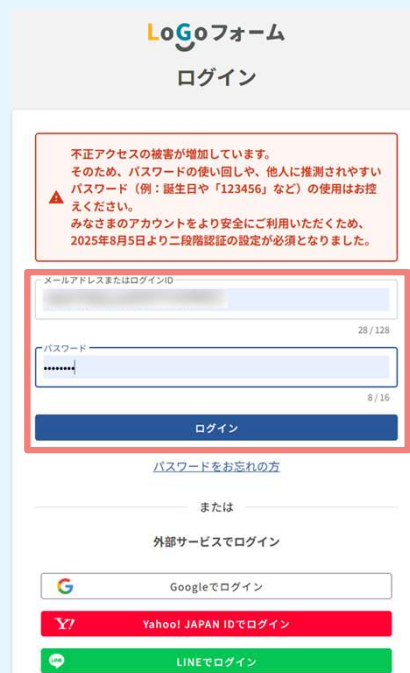 LoGoフォーム
ログイン
不正アクセスの被害が増加しています。
そのため、パスワードの使い回しや、他人に推測されやすい
パスワード（例：誕生日や「123456」など）の使用はお控
えください。
みなさまのアカウントをより安全にご利用いただくため、
2025年8月5日より二段階認証の設定が必須となりました。
メールアドレスまたはログインID
28 / 128
パスワード
••••••••
8 / 16
ログイン
パスワードをお忘れの方
または
外部サービスでログイン
G Googleでログイン
Y! Yahoo! JAPAN IDでログイン
LINE LINEでログイン